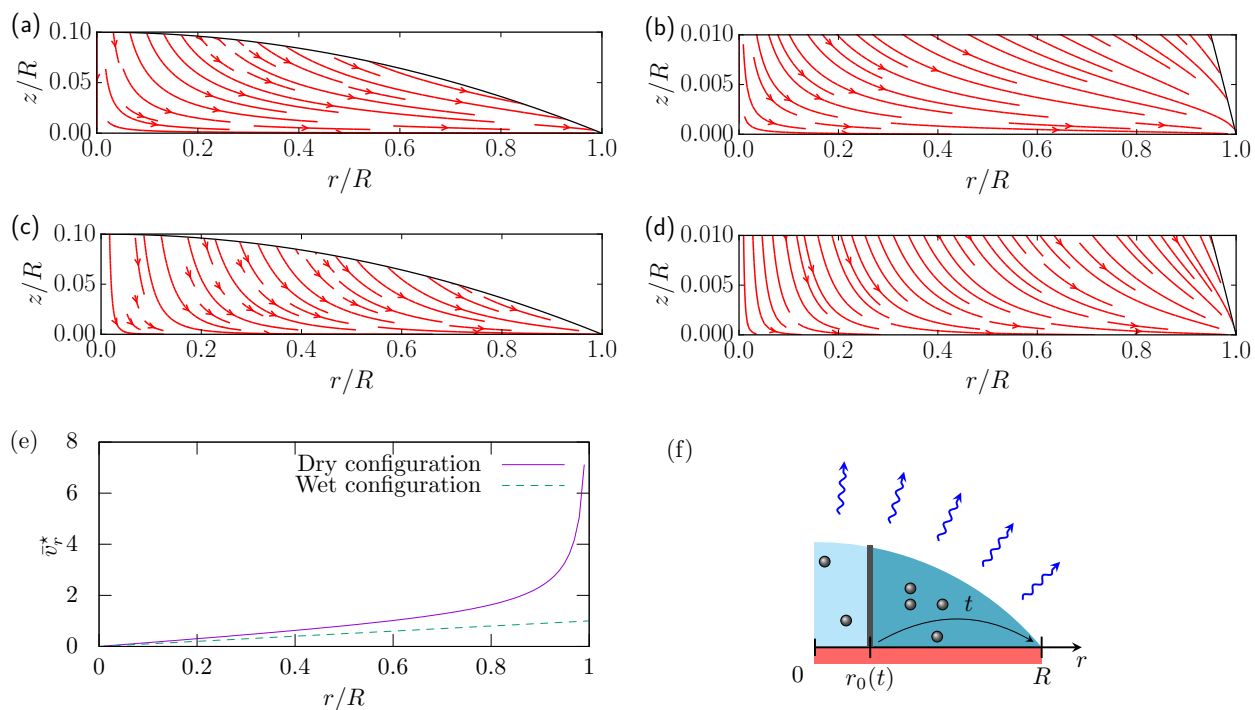 (a)
z/R
0.10
0.05
0.00
0.0 0.2 0.4 0.6 0.8 1.0
r/R
(b)
z/R
0.010
0.005
0.000
0.0 0.2 0.4 0.6 0.8 1.0
r/R
(c)
z/R
0.10
0.05
0.00
0.0 0.2 0.4 0.6 0.8 1.0
r/R
(d)
z/R
0.010
0.005
0.000
0.0 0.2 0.4 0.6 0.8 1.0
r/R
(e)
v̄_r^⋆
8
6
4
2
0
Dry configuration
Wet configuration
0 0.2 0.4 0.6 0.8 1
r/R
(f)
t
0 r₀(t) R r